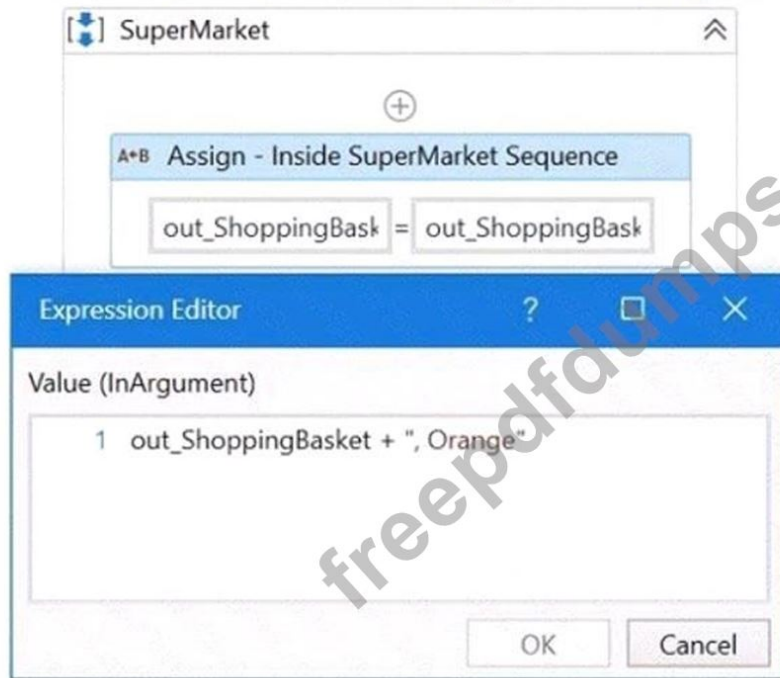 SuperMarket
A+B Assign - Inside SuperMarket Sequence
out_ShoppingBask = out_ShoppingBask
Expression Editor ?
Value (InArgument)
1 out_ShoppingBasket + ", Orange"
OK Cancel
freepdfdumps